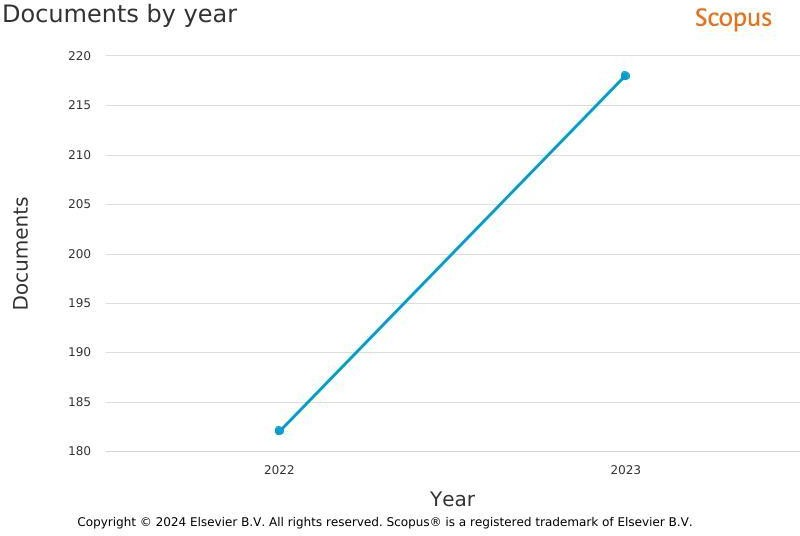 Documents by year
Scopus
220
215
210
205
200
195
190
185
180
Documents
2022
2023
Year
Copyright © 2024 Elsevier B.V. All rights reserved. Scopus® is a registered trademark of Elsevier B.V.